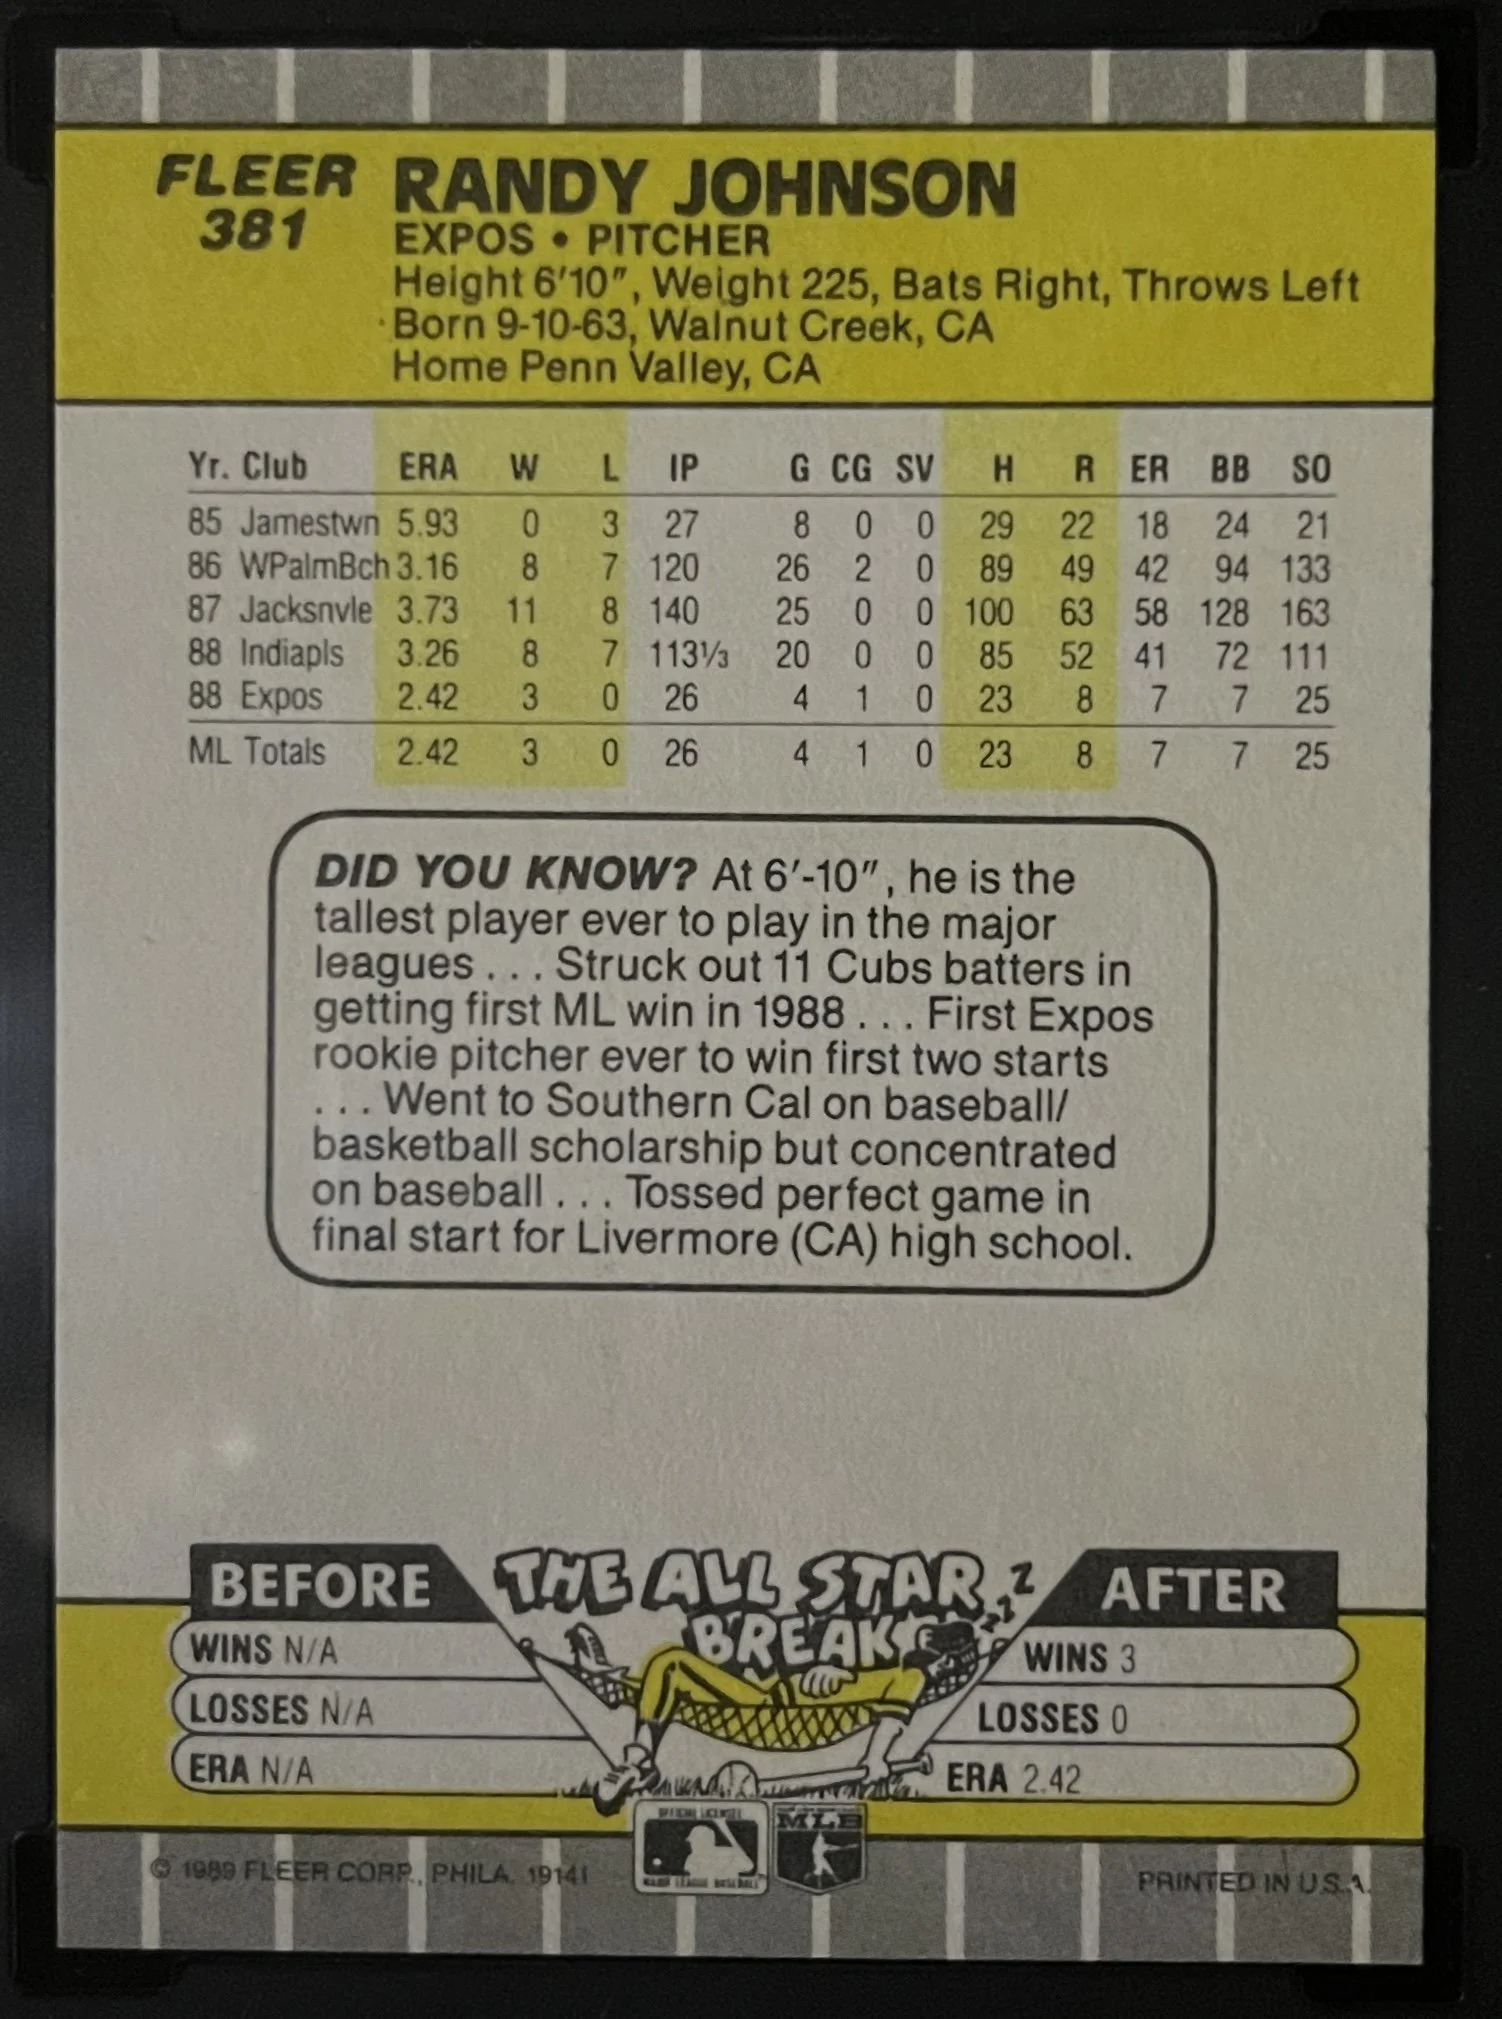 FLEER RANDY JOHNSON
381 EXPOS • PITCHER
Height 6'10", Weight 225, Bats Right, Throws Left
Born 9-10-63, Walnut Creek, CA
Home Penn Valley, CA
Yr. Club ERA W L IP G CG SV H R ER BB SO
85 Jamestwn 5.93 0 3 27 8 0 0 29 22 18 24 21
86 WPalmBch 3.16 8 7 120 26 2 0 89 49 42 94 133
87 Jacksnvle 3.73 11 8 140 25 0 0 100 63 58 128 163
88 Indiapls 3.26 8 7 113⅓ 20 0 0 85 52 41 72 111
88 Expos 2.42 3 0 26 4 1 0 23 8 7 7 25
ML Totals 2.42 3 0 26 4 1 0 23 8 7 7 25
DID YOU KNOW? At 6'-10", he is the
tallest player ever to play in the major
leagues . . . Struck out 11 Cubs batters in
getting first ML win in 1988 . . . First Expos
rookie pitcher ever to win first two starts
. . . Went to Southern Cal on baseball/
basketball scholarship but concentrated
on baseball . . . Tossed perfect game in
final start for Livermore (CA) high school.
BEFORE THE ALL STAR BREAK AFTER
zzzZ
WINS N/A WINS 3
LOSSES N/A LOSSES 0
ERA N/A ERA 2.42
OFFICIAL LICENSEE
MAJOR LEAGUE BASEBALL
MLB
© 1989 FLEER CORP., PHILA. 19141 PRINTED IN U.S.A.